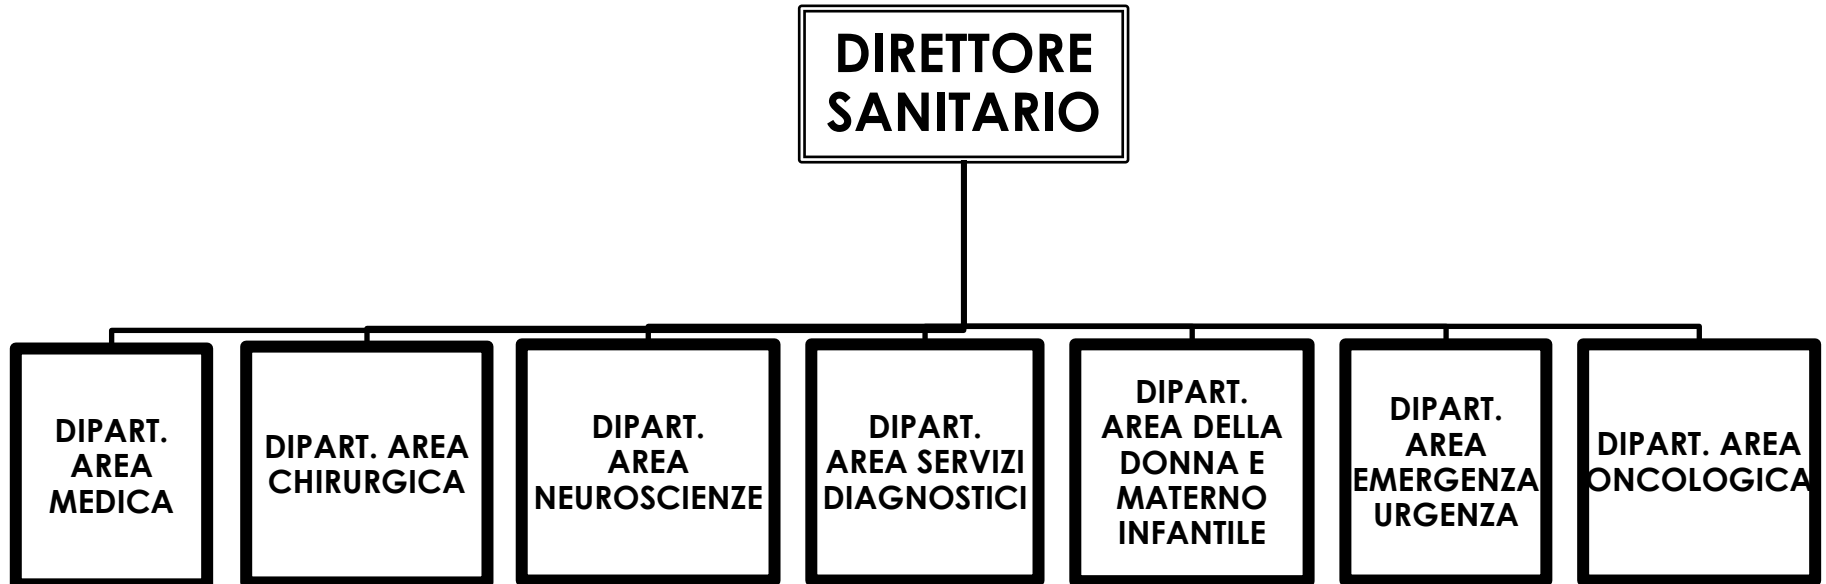 DIRETTORE
SANITARIO
DIPART.
AREA
MEDICA
DIPART. AREA
CHIRURGICA
DIPART.
AREA
NEUROSCIENZE
DIPART.
AREA SERVIZI
DIAGNOSTICI
DIPART.
AREA DELLA
DONNA E
MATERNO
INFANTILE
DIPART.
AREA
EMERGENZA
URGENZA
DIPART. AREA
ONCOLOGICA